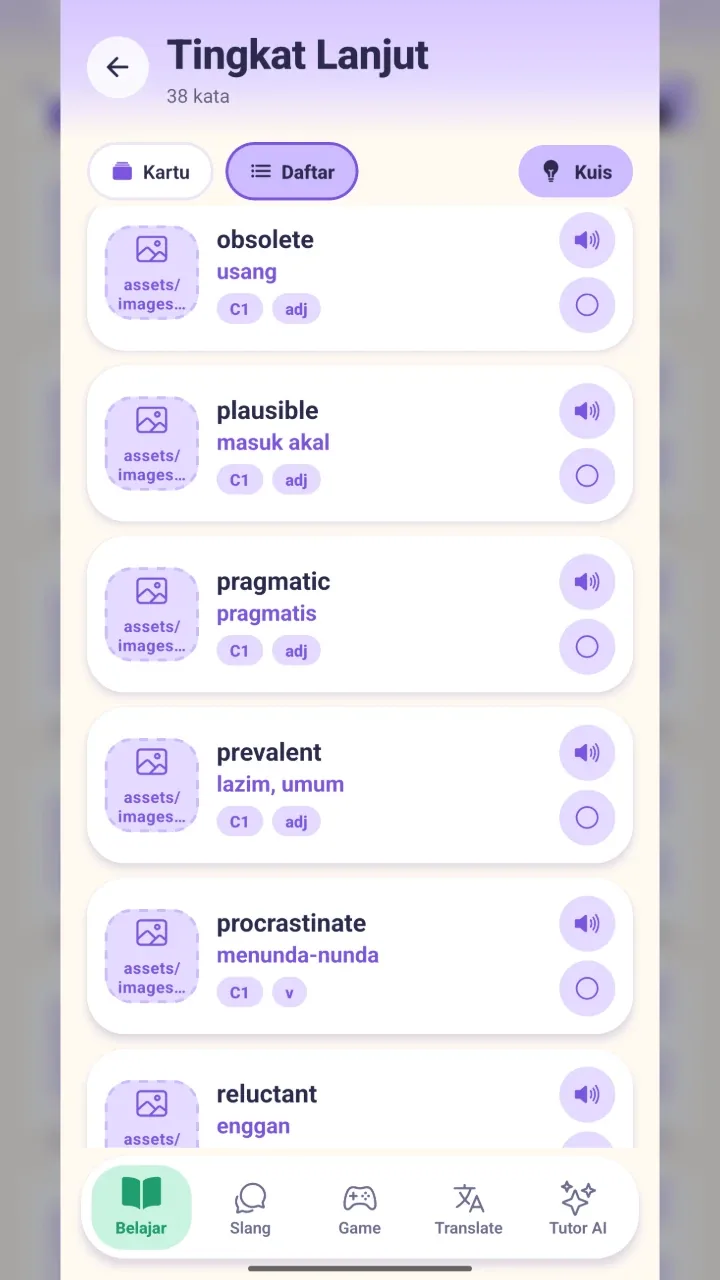 Tingkat Lanjut
38 kata
Kartu
Daftar
Kuis
obsolete
usang
C1
adj
assets/
images...
plausible
masuk akal
C1
adj
assets/
images...
pragmatic
pragmatis
C1
adj
assets/
images...
prevalent
lazim, umum
C1
adj
assets/
images...
procrastinate
menunda-nunda
C1
v
assets/
images...
reluctant
enggan
assets/
Belajar
Slang
Game
Translate
Tutor AI